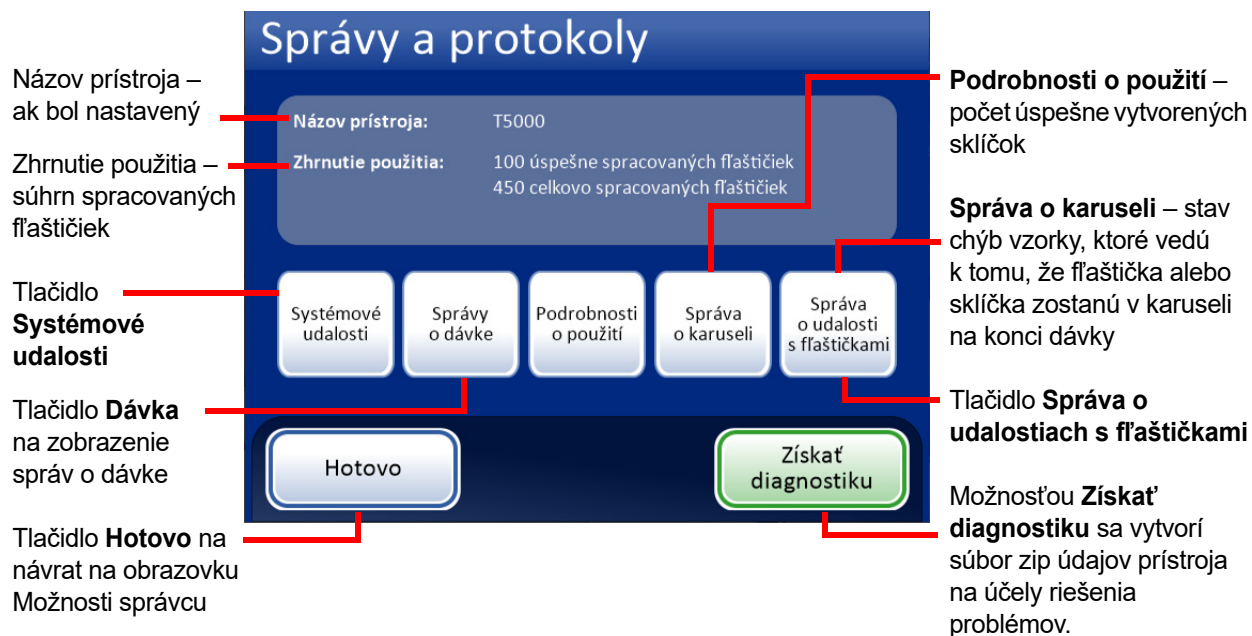 Správy a protokoly
Názov prístroja –
ak bol nastavený
Zhrnutie použitia –
súhrn spracovaných
fľaštičiek
Tlačidlo
Systémové
udalosti
Tlačidlo Dávka
na zobrazenie
správ o dávke
Tlačidlo Hotovo na
návrat na obrazovku
Možnosti správcu
Názov prístroja: T5000
Zhrnutie použitia: 100 úspešne spracovaných fľaštičiek
450 celkovo spracovaných fľaštičiek
Systémové
udalosti
Správy
o dávke
Podrobnosti
o použití
Správa
o karuseli
Správa
o udalosti
s fľaštičkami
Hotovo
Získať
diagnostiku
Podrobnosti o použití –
počet úspešne vytvorených
sklíčok
Správa o karuseli – stav
chýb vzorky, ktoré vedú
k tomu, že fľaštička alebo
sklíčka zostanú v karuseli
na konci dávky
Tlačidlo Správa o
udalostiach s fľaštičkami
Možnosťou Získať
diagnostiku sa vytvorí
súbor zip údajov prístroja
na účely riešenia
problémov.